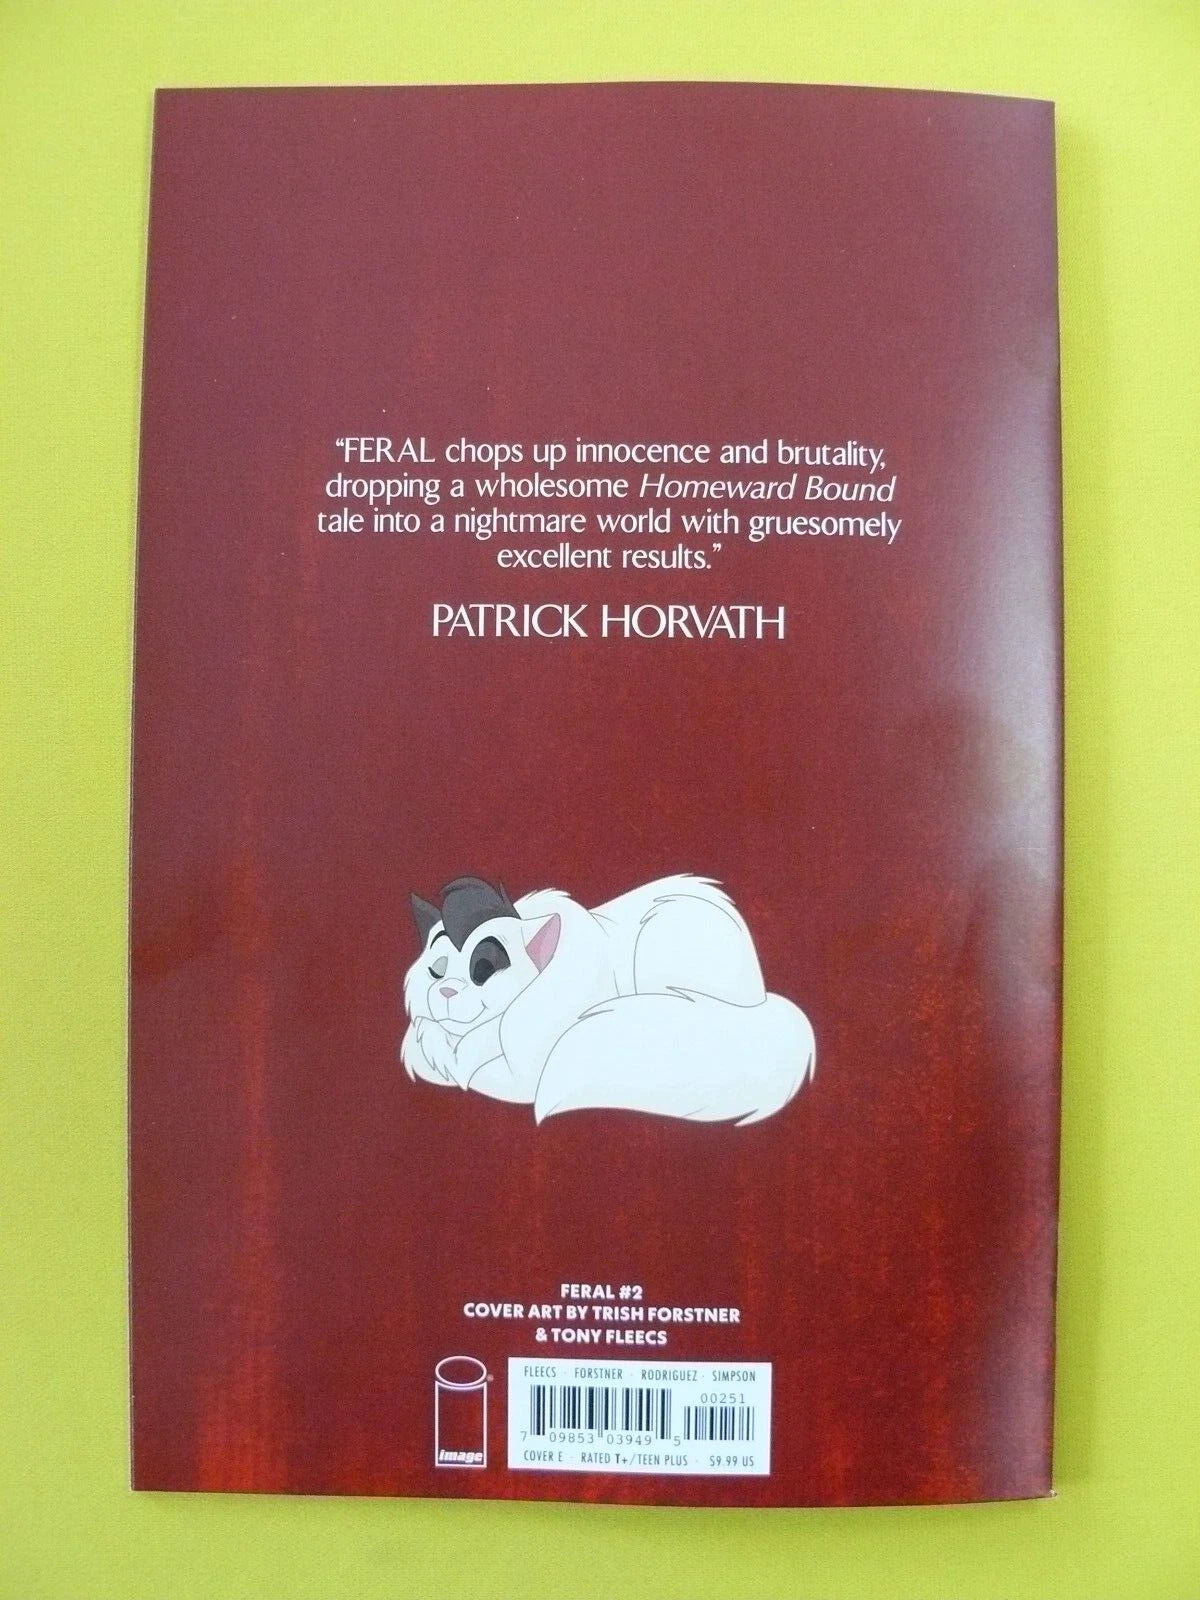 “FERAL chops up innocence and brutality,
dropping a wholesome Homeward Bound
tale into a nightmare world with gruesomely
excellent results.”
PATRICK HORVATH
FERAL #2
COVER ART BY TRISH FORSTNER
& TONY FLEECS
image
FLEECS · FORSTNER · RODRIGUEZ · SIMPSON
00251
7 09853 03949 5
COVER E · RATED T+/TEEN PLUS · $9.99 US